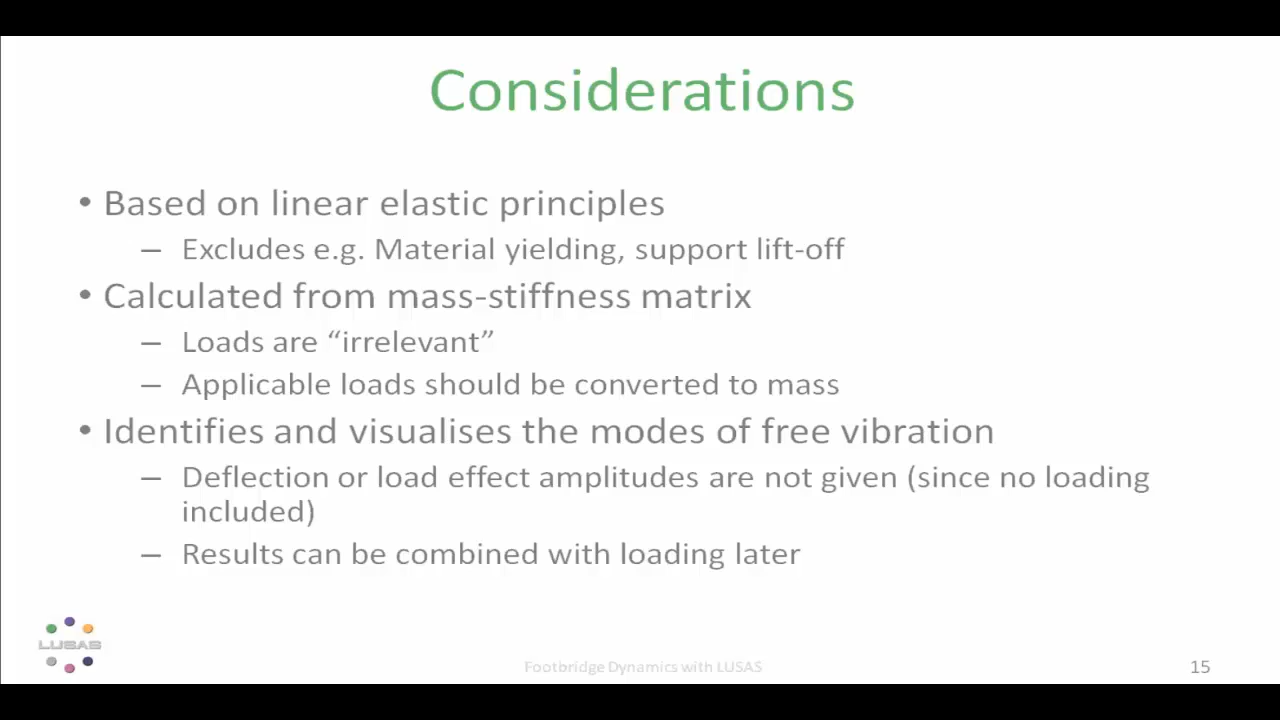 Considerations
• Based on linear elastic principles
– Excludes e.g. Material yielding, support lift-off
• Calculated from mass-stiffness matrix
– Loads are “irrelevant”
– Applicable loads should be converted to mass
• Identifies and visualises the modes of free vibration
– Deflection or load effect amplitudes are not given (since no loading
included)
– Results can be combined with loading later
LUSAS
Footbridge Dynamics with LUSAS
15